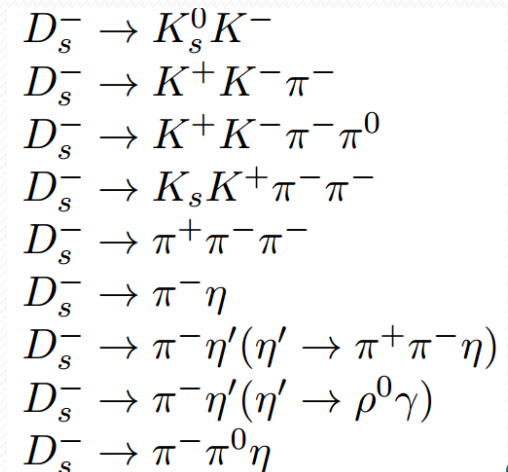 D_s^- → K_s^0 K^-
D_s^- → K^+ K^- π^-
D_s^- → K^+ K^- π^- π^0
D_s^- → K_s K^+ π^- π^-
D_s^- → π^+ π^- π^-
D_s^- → π^- η
D_s^- → π^- η′(η′ → π^+ π^- η)
D_s^- → π^- η′(η′ → ρ^0 γ)
D_s^- → π^- π^0 η